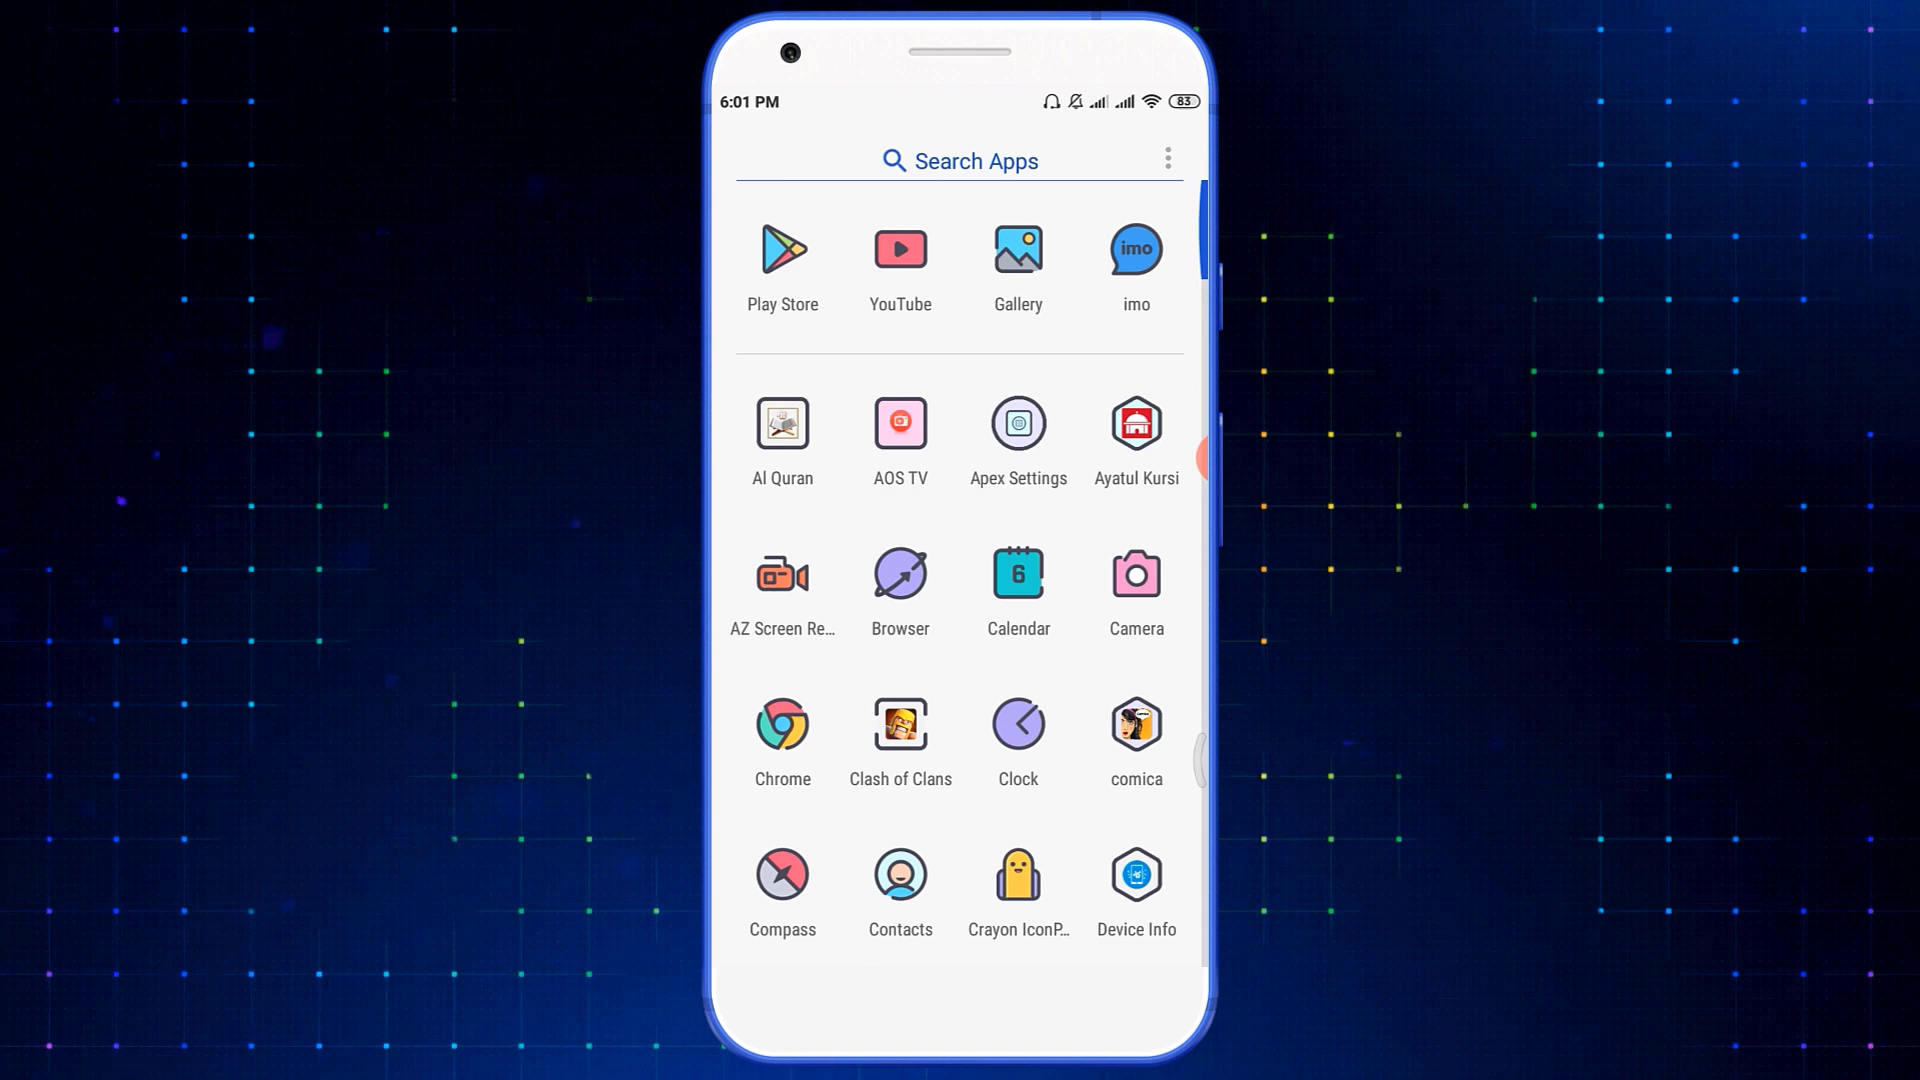 6:01 PM 83
Search Apps
Play Store YouTube Gallery imo
imo
Al Quran AOS TV Apex Settings Ayatul Kursi
6
AZ Screen Re... Browser Calendar Camera
Chrome Clash of Clans Clock comica
Compass Contacts Crayon IconP... Device Info